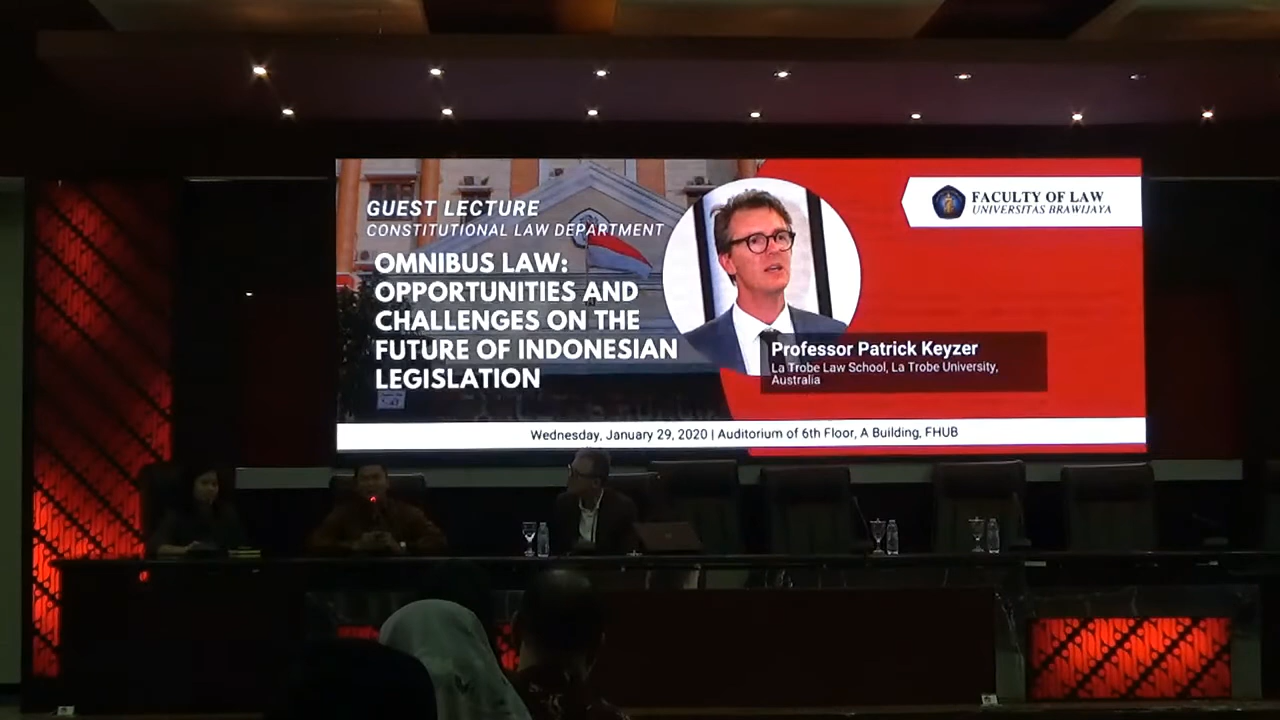 GUEST LECTURE
CONSTITUTIONAL LAW DEPARTMENT
OMNIBUS LAW:
OPPORTUNITIES AND
CHALLENGES ON THE
FUTURE OF INDONESIAN
LEGISLATION
FACULTY OF LAW
UNIVERSITAS BRAWIJAYA
Professor Patrick Keyzer
La Trobe Law School, La Trobe University,
Australia
Wednesday, January 29, 2020 | Auditorium of 6th Floor, A Building, FHUB